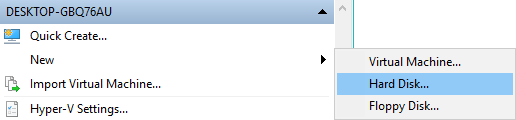 DESKTOP-GBQ76AU
Quick Create...
New
Import Virtual Machine...
Hyper-V Settings...
Virtual Machine...
Hard Disk...
Floppy Disk...